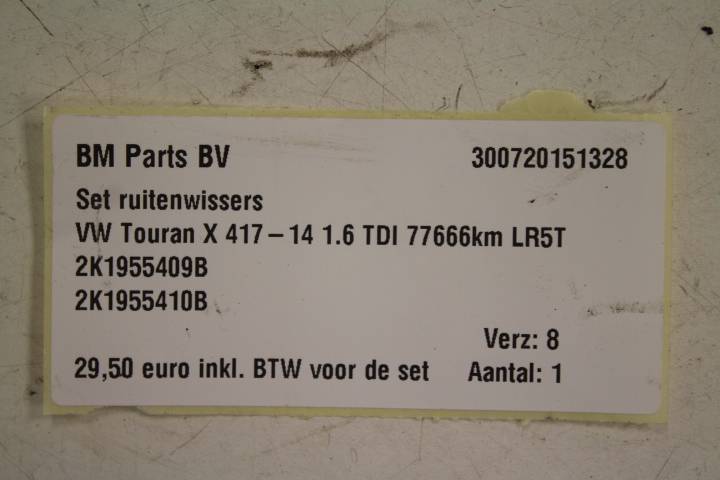 BM Parts BV 300720151328
Set ruitenwissers
VW Touran X 417-14 1.6 TDI 77666km LR5T
2K1955409B
2K1955410B
Verz: 8
29,50 euro inkl. BTW voor de set Aantal: 1